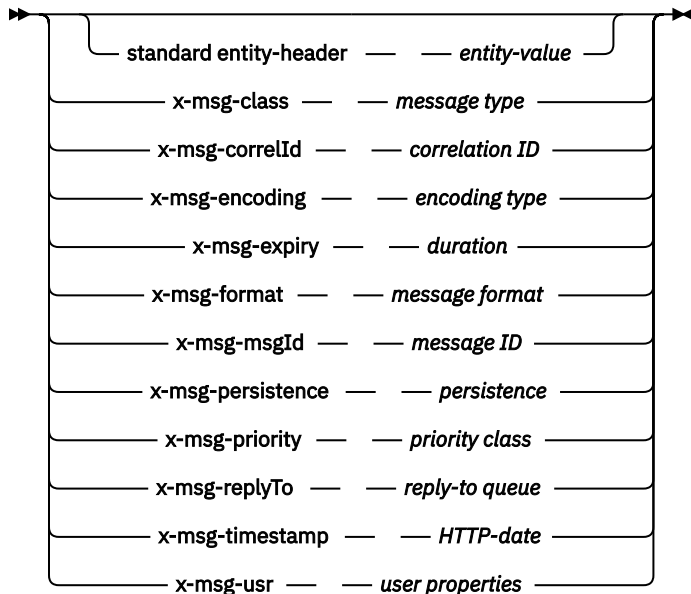 standard entity-header — — entity-value
x-msg-class — — message type
x-msg-correlId — — correlation ID
x-msg-encoding — — encoding type
x-msg-expiry — — duration
x-msg-format — — message format
x-msg-msgId — — message ID
x-msg-persistence — — persistence
x-msg-priority — — priority class
x-msg-replyTo — — reply-to queue
x-msg-timestamp — — HTTP-date
x-msg-usr — — user properties